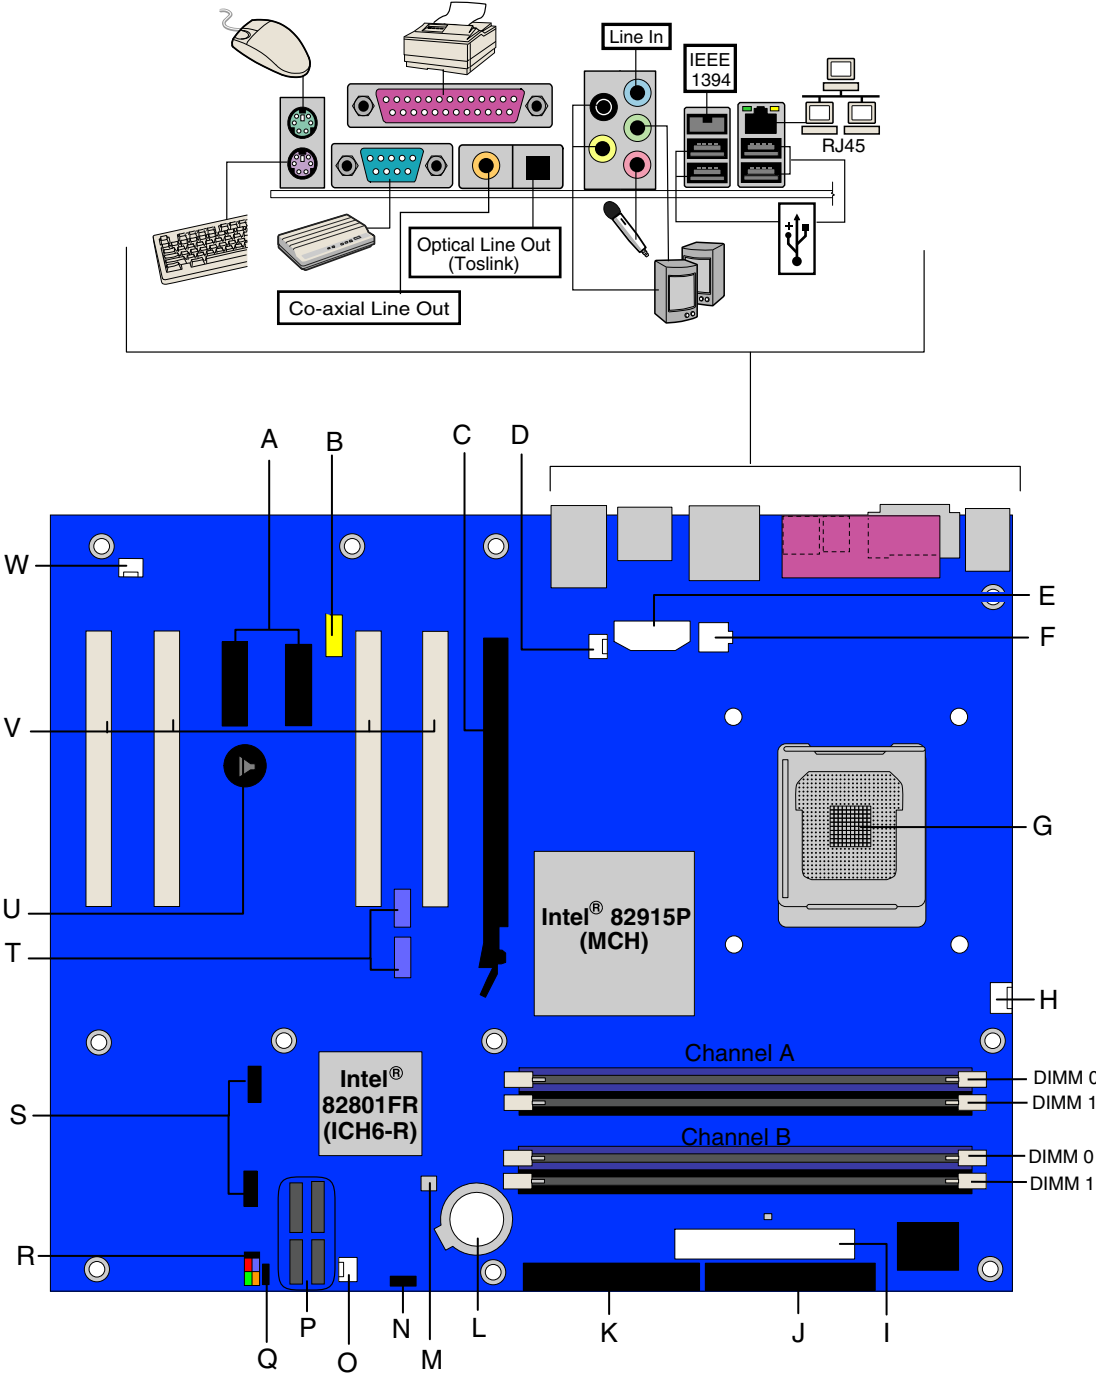 Line In
IEEE
1394
RJ45
Optical Line Out
(Toslink)
Co-axial Line Out
A
B
C
D
W
E
F
V
G
U
Intel® 82915P
(MCH)
T
H
Channel A
Intel®
82801FR
(ICH6-R)
DIMM 0
DIMM 1
S
Channel B
DIMM 0
DIMM 1
R
Q
P
O
N
M
L
K
J
I